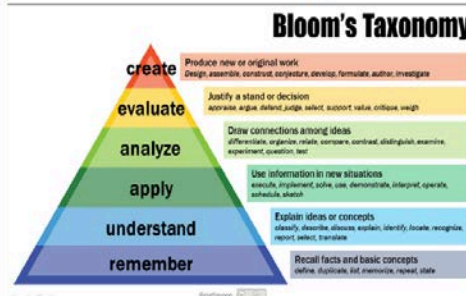 Bloom's Taxonomy
create
Produce new or original work
Design, assemble, construct, conjecture, develop, formulate, author, investigate
evaluate
Justify a stand or decision
appraise, argue, defend, judge, select, support, value, critique, weigh
analyze
Draw connections among ideas
differentiate, organize, relate, compare, contrast, distinguish, examine,
experiment, question, test
apply
Use information in new situations
execute, implement, solve, use, demonstrate, interpret, operate,
schedule, sketch
understand
Explain ideas or concepts
classify, describe, discuss, explain, identify, locate, recognize,
report, select, translate
remember
Recall facts and basic concepts
define, duplicate, list, memorize, repeat, state